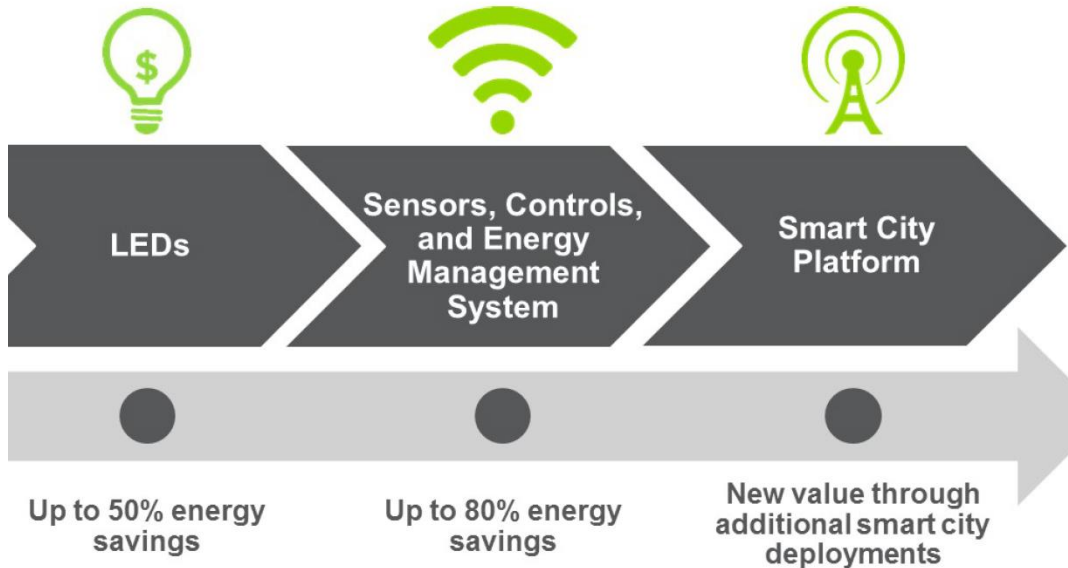 $
LEDs
Sensors, Controls,
and Energy
Management
System
Smart City
Platform
Up to 50% energy
savings
Up to 80% energy
savings
New value through
additional smart city
deployments